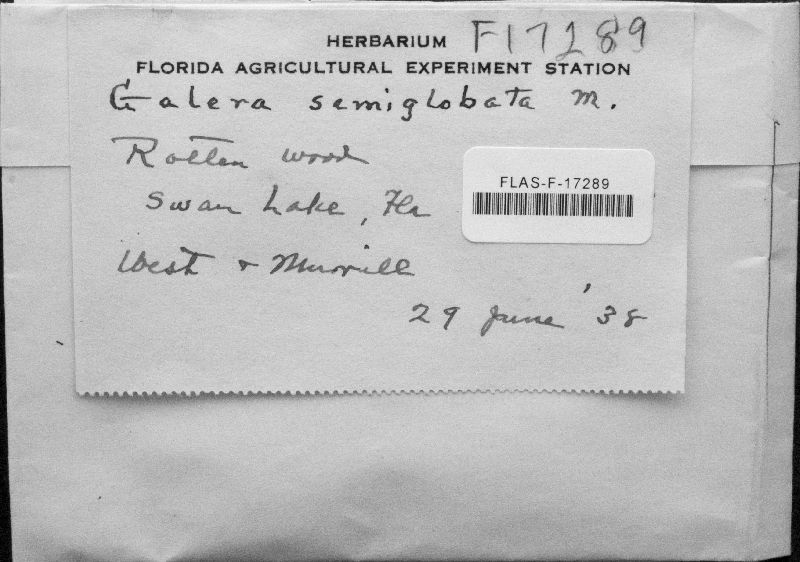 HERBARIUM F17289
FLORIDA AGRICULTURAL EXPERIMENT STATION
Galera semiglobata M.
Rotten wood
FLAS-F-17289
Swan Lake, Fla
West & Murrill
29 June '38